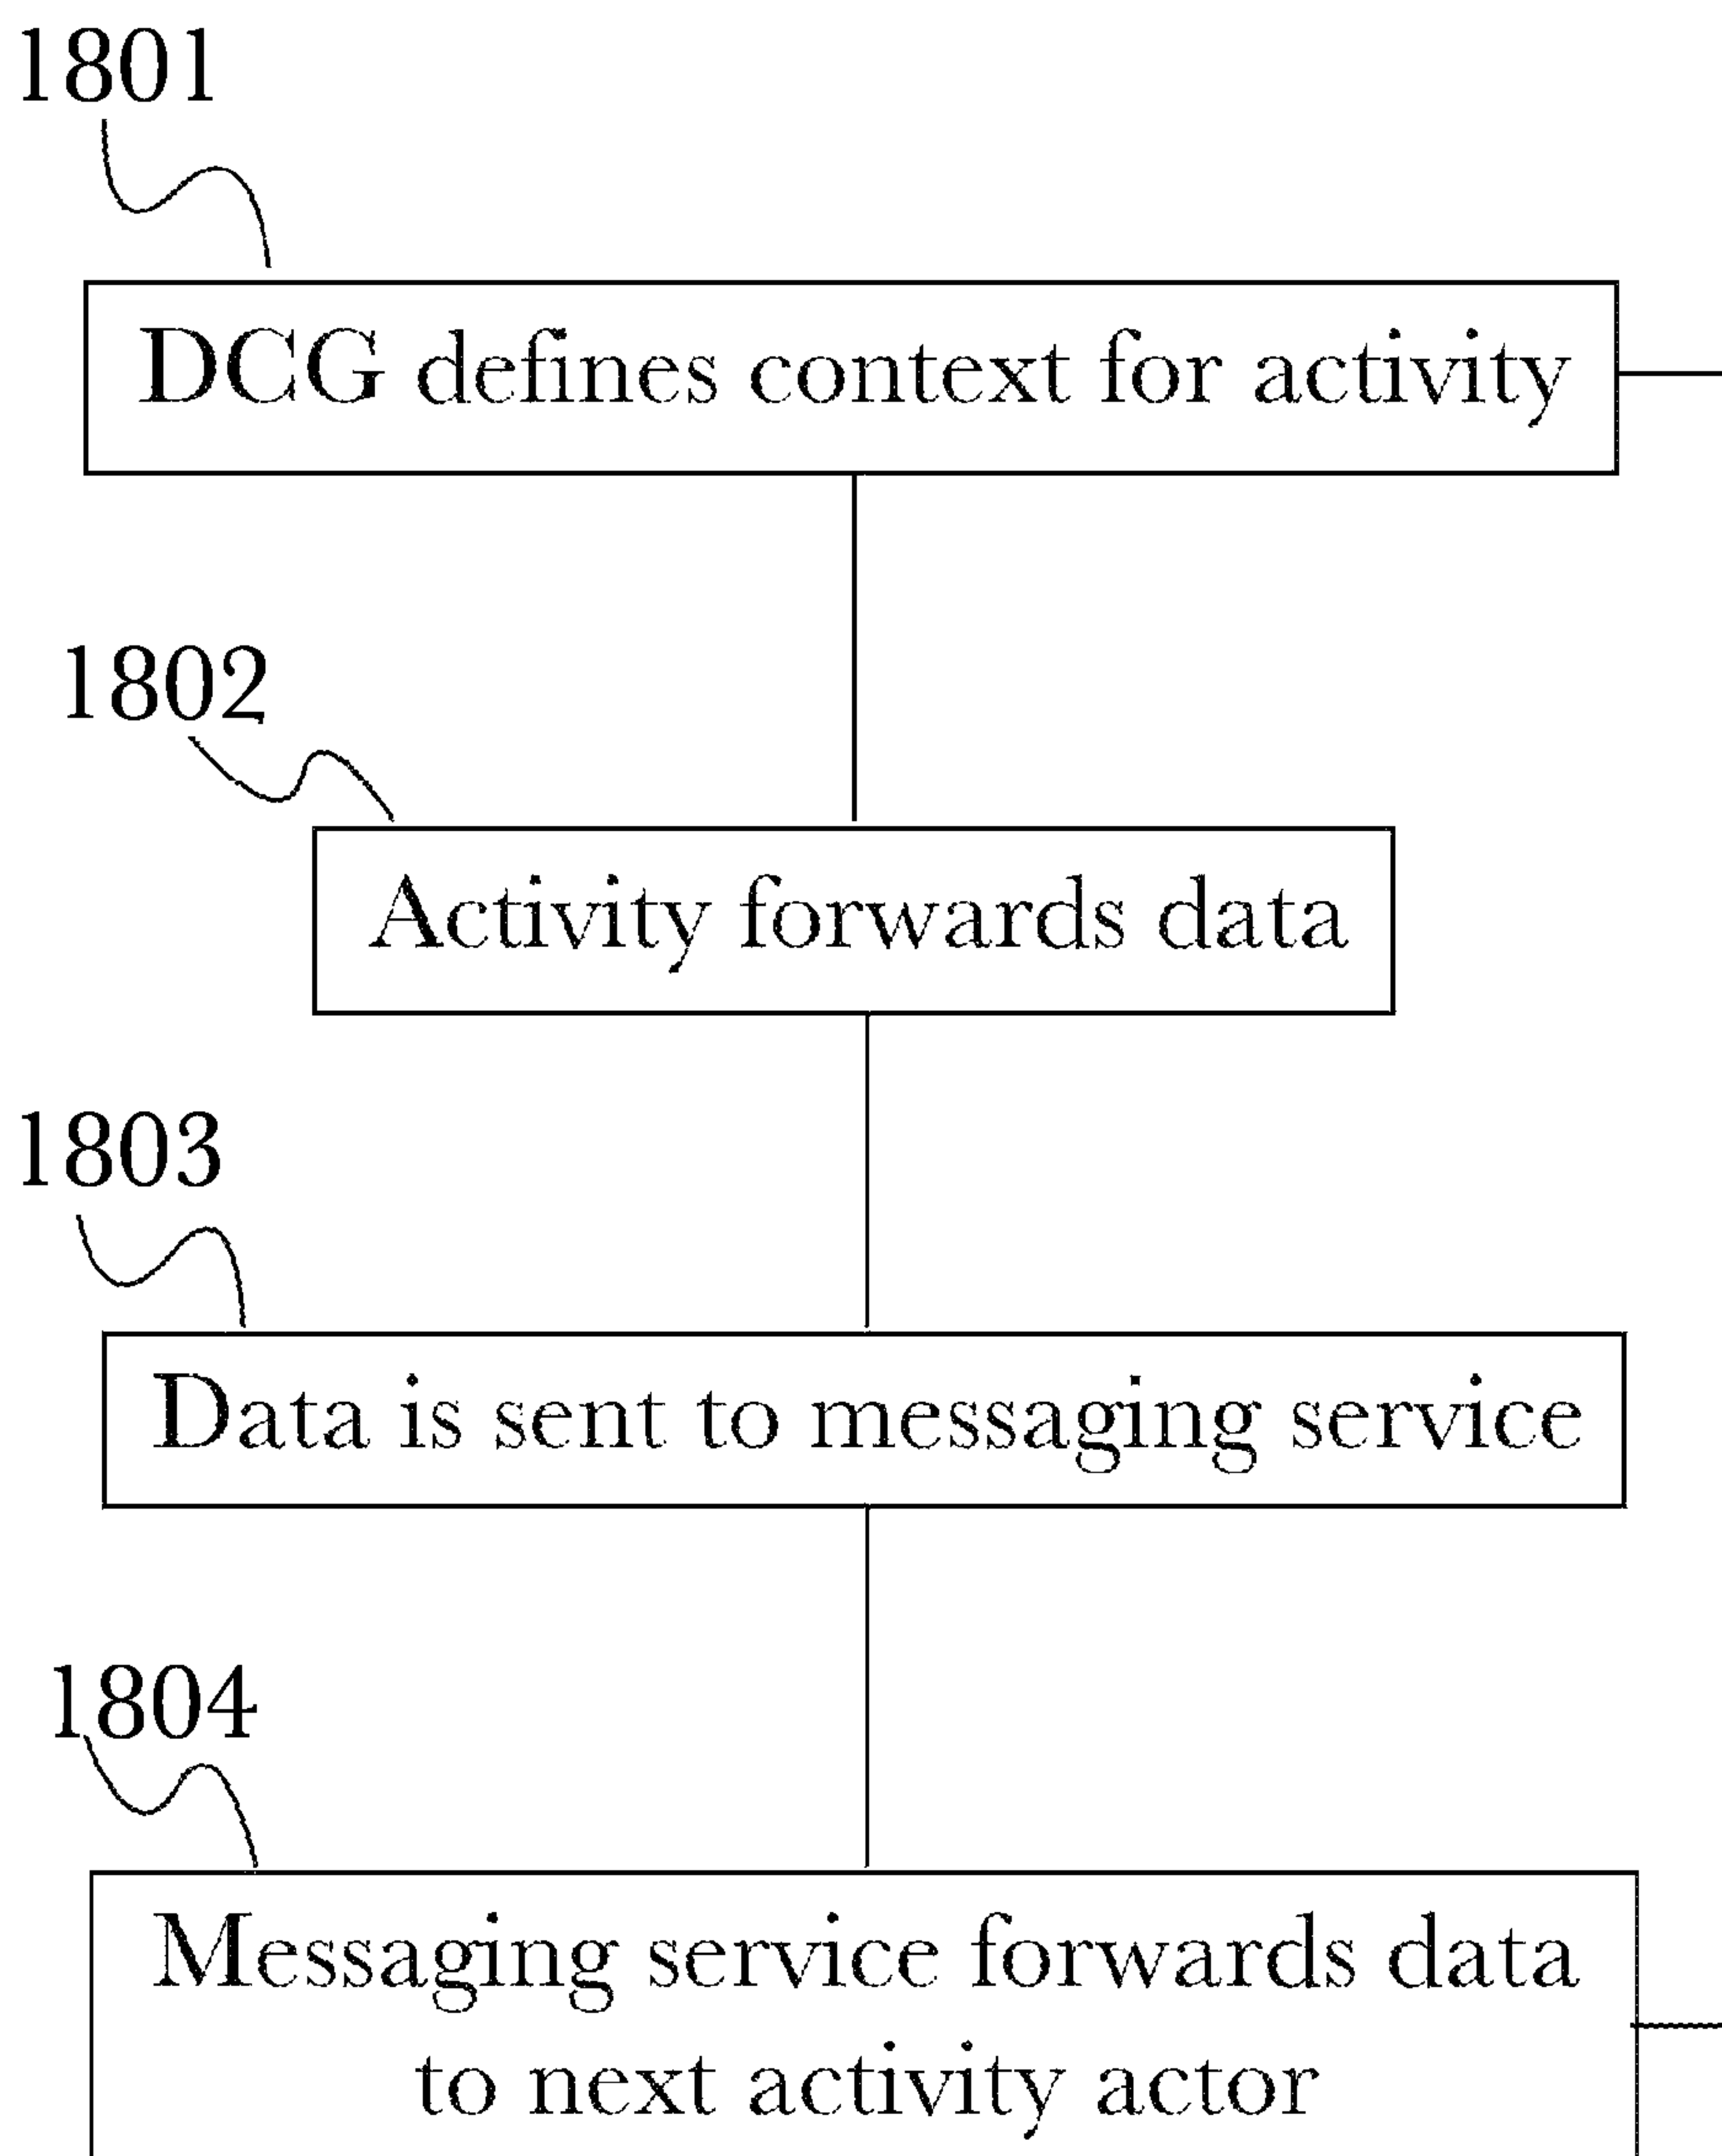 1801
DCG defines context for activity
1802
Activity forwards data
1803
Data is sent to messaging service
1804
Messaging service forwards data
to next activity actor